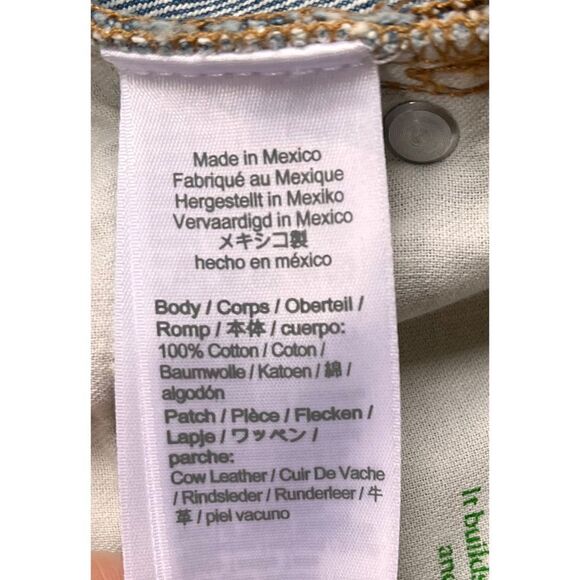 Made in Mexico
Fabriqué au Mexique
Hergestellt in Mexiko
Vervaardigd in Mexico
メキシコ製
hecho en méxico
Body / Corps / Oberteil /
Romp / 本体 / cuerpo:
100% Cotton / Coton /
Baumwolle / Katoen / 綿 /
algodón
Patch / Pièce / Flecken /
Lapje / ワッペン /
parche:
Cow Leather / Cuir De Vache
/ Rindsleder / Runderleer / 牛
革 / piel vacuno